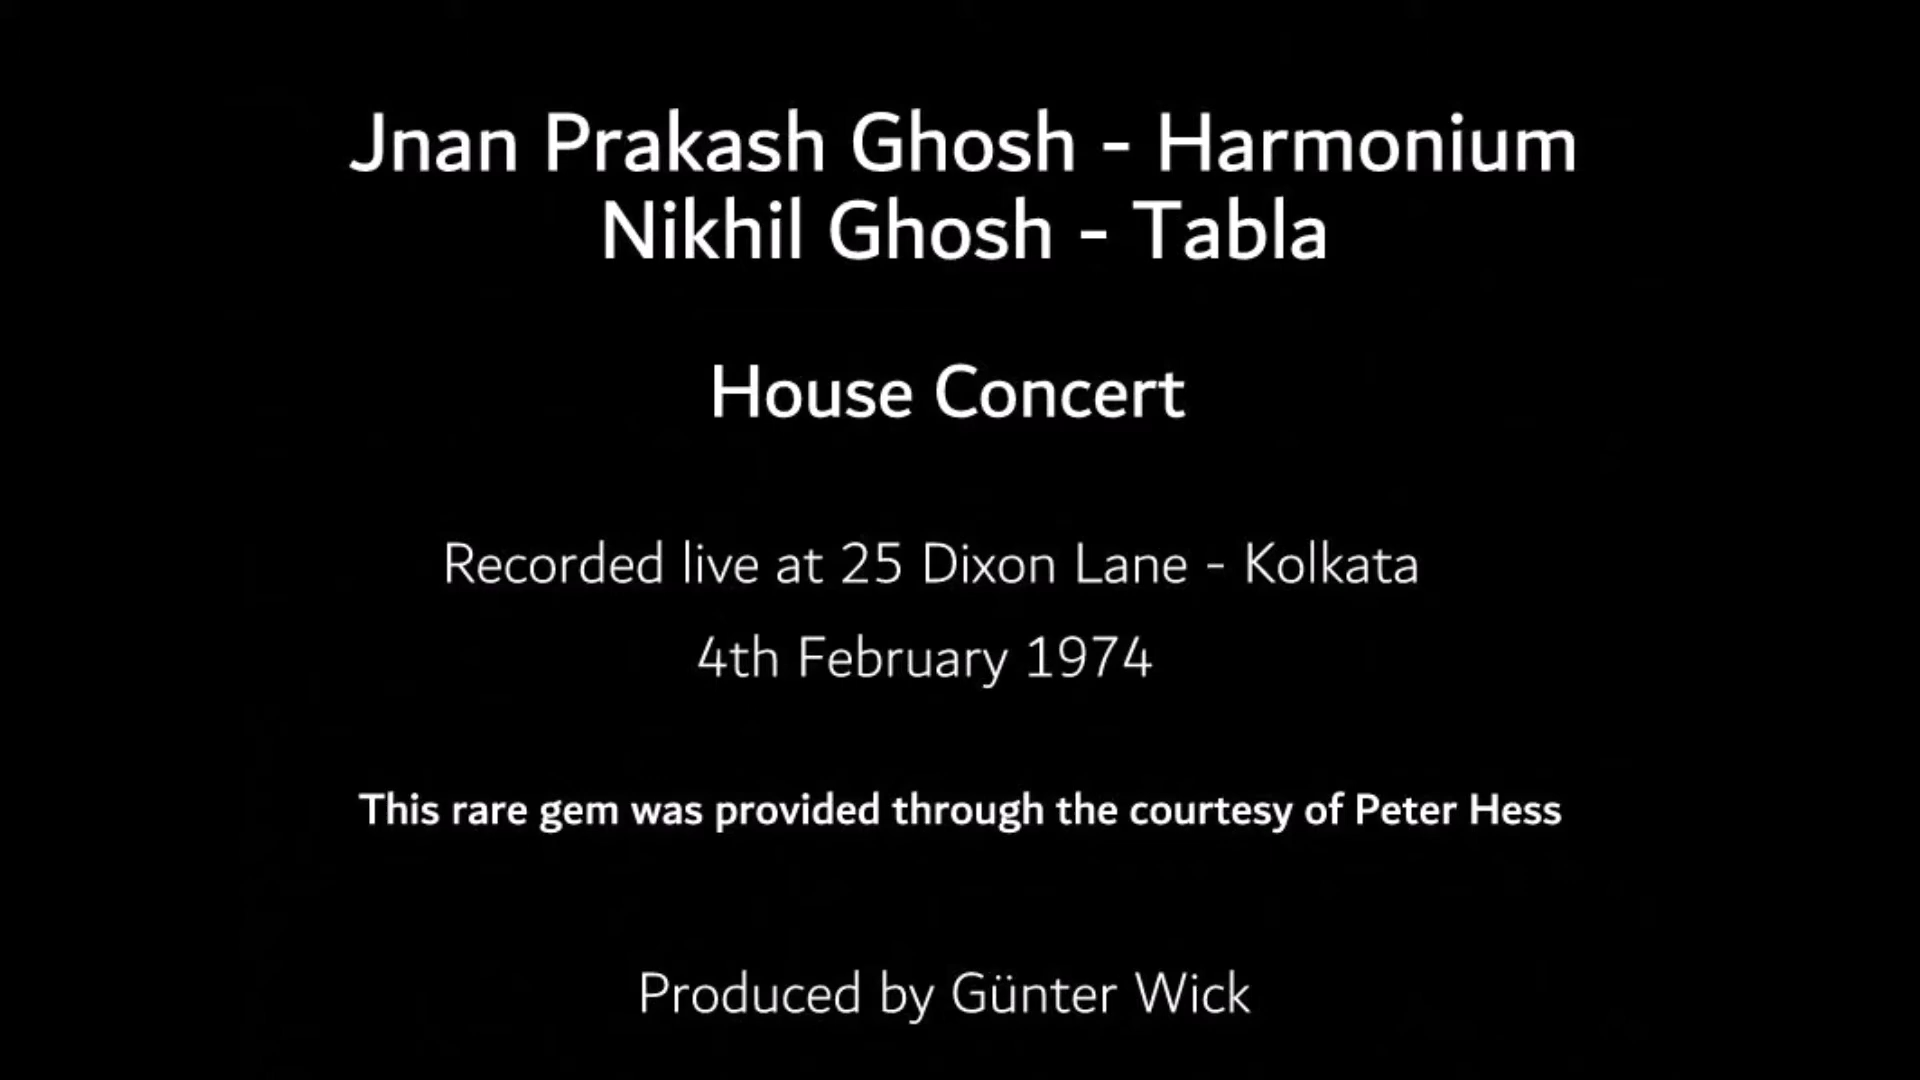 Jnan Prakash Ghosh - Harmonium
Nikhil Ghosh - Tabla
House Concert
Recorded live at 25 Dixon Lane - Kolkata
4th February 1974
This rare gem was provided through the courtesy of Peter Hess
Produced by Günter Wick